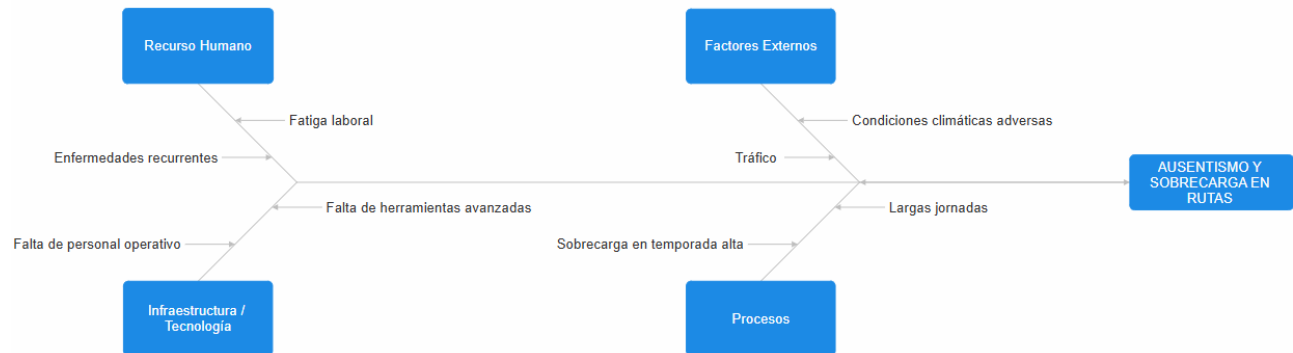 Recurso Humano
Factores Externos
Fatiga laboral
Condiciones climáticas adversas
Enfermedades recurrentes
Tráfico
AUSENTISMO Y
SOBRECARGA EN
RUTAS
Falta de herramientas avanzadas
Largas jornadas
Falta de personal operativo
Sobrecarga en temporada alta
Infraestructura /
Tecnología
Procesos